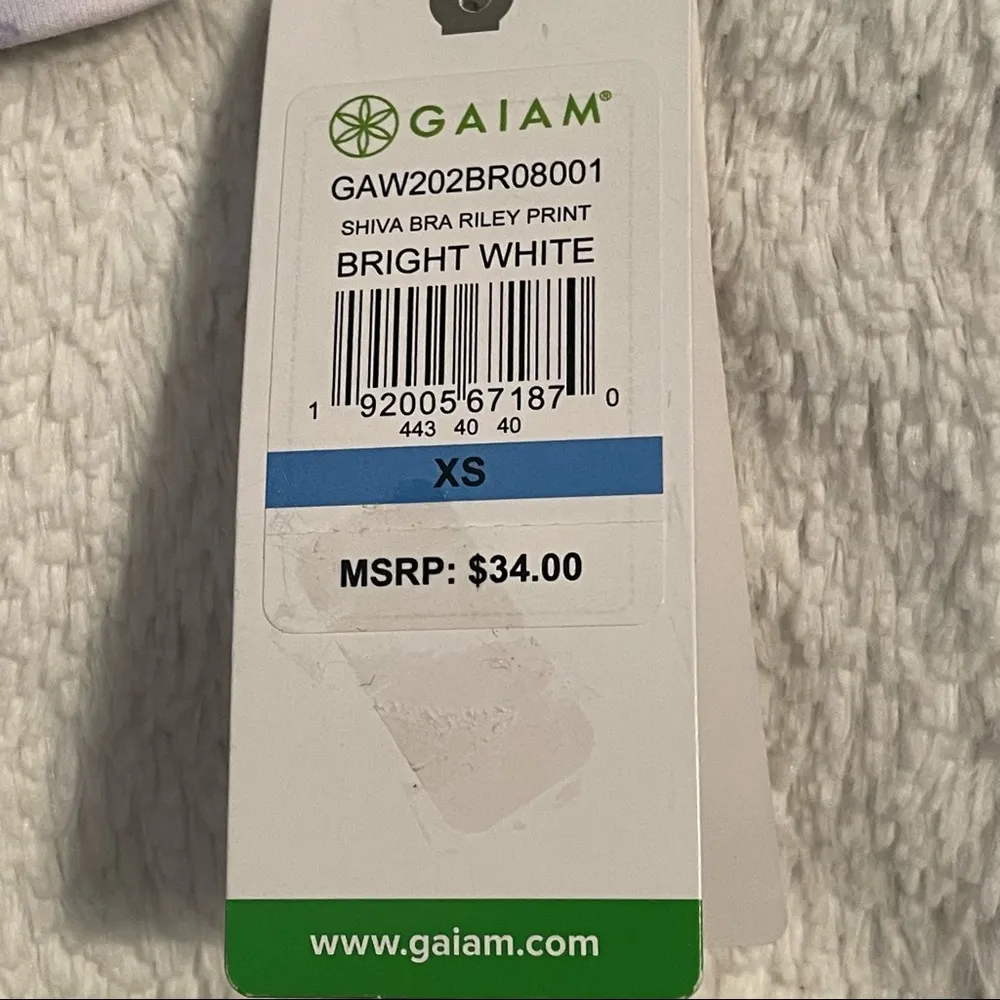 GAIAM®
GAW202BR08001
SHIVA BRA RILEY PRINT
BRIGHT WHITE
1 92005 67187 0
443 40 40
XS
MSRP: $34.00
www.gaiam.com